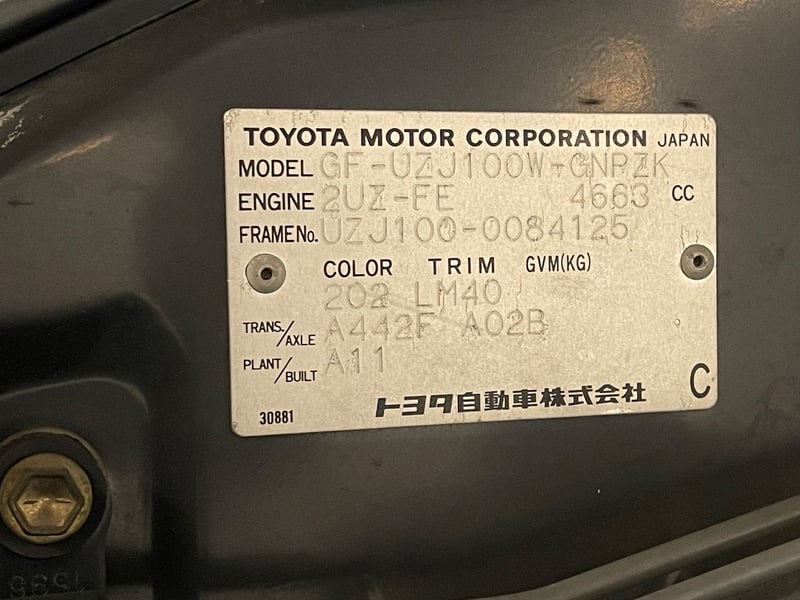 TOYOTA MOTOR CORPORATION JAPAN
MODEL GF-UZJ100W-GNPZK
ENGINE 2UZ-FE 4663 CC
FRAME No. UZJ100-0084125
COLOR TRIM GVM(KG)
202 LM40
TRANS./AXLE A442F A02B
PLANT/BUILT A11
30881
トヨタ自動車株式会社
C